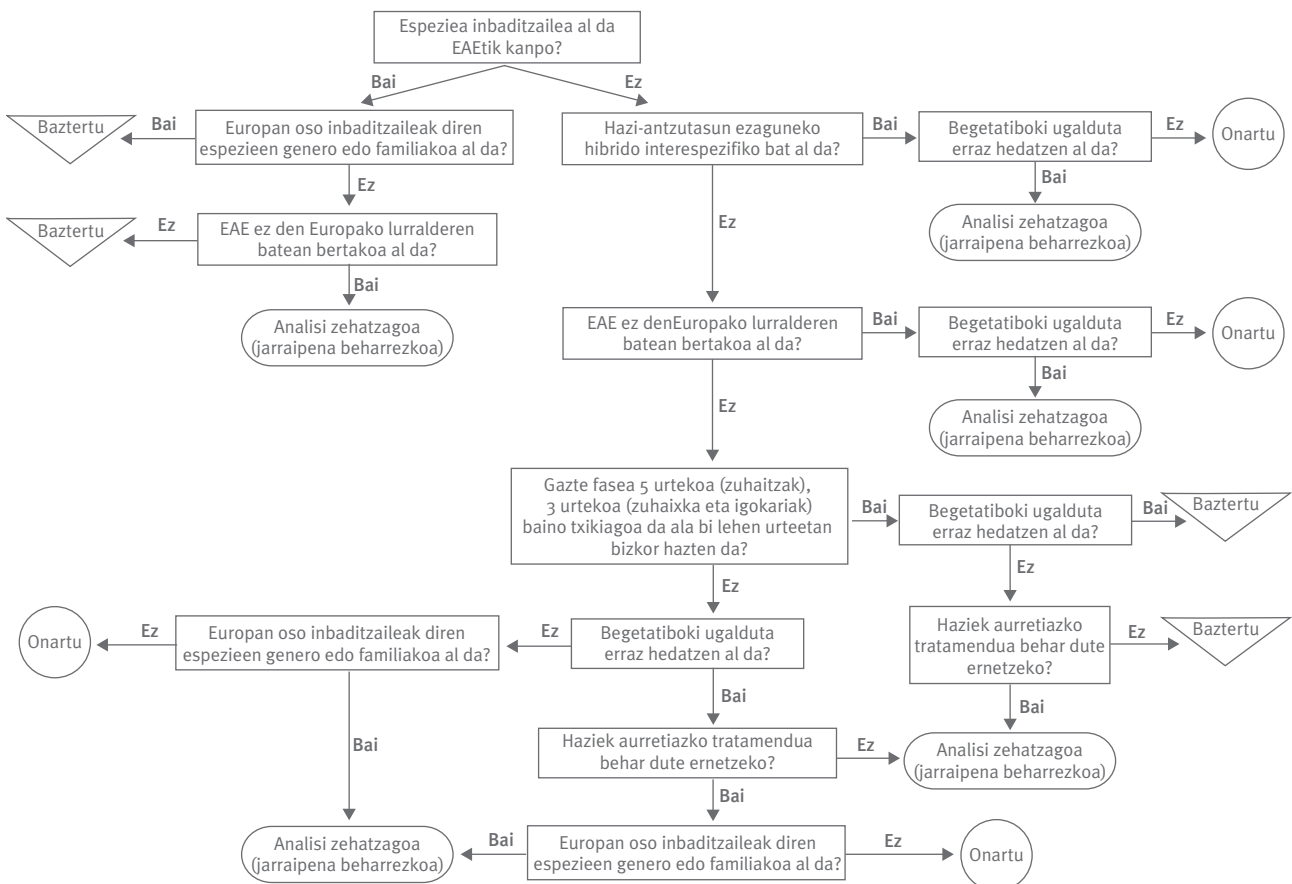 Espeziea inbaditzailea al da
EAEtik kanpo?
Bai
Ez
Baztertu
Bai
Europan oso inbaditzaileak diren
espezieen genero edo familiakoa al da?
Hazi-antzutasun ezaguneko
hibrido interespezifiko bat al da?
Bai
Begetatiboki ugalduta
erraz hedatzen al da?
Ez
Onartu
Ez
Bai
Baztertu
Ez
EAE ez den Europako lurralderen
batean bertakoa al da?
Ez
Analisi zehatzagoa
(jarraipena beharrezkoa)
Bai
Analisi zehatzagoa
(jarraipena beharrezkoa)
EAE ez denEuropako lurralderen
batean bertakoa al da?
Bai
Begetatiboki ugalduta
erraz hedatzen al da?
Ez
Onartu
Bai
Ez
Analisi zehatzagoa
(jarraipena beharrezkoa)
Gazte fasea 5 urtekoa (zuhaitzak),
3 urtekoa (zuhaixka eta igokariak)
baino txikiagoa da ala bi lehen urteetan
bizkor hazten da?
Bai
Begetatiboki ugalduta
erraz hedatzen al da?
Bai
Baztertu
Ez
Ez
Onartu
Ez
Europan oso inbaditzaileak diren
espezieen genero edo familiakoa al da?
Ez
Begetatiboki ugalduta
erraz hedatzen al da?
Haziek aurretiazko
tratamendua behar dute
ernetzeko?
Ez
Baztertu
Bai
Bai
Bai
Haziek aurretiazko tratamendua
behar dute ernetzeko?
Ez
Analisi zehatzagoa
(jarraipena beharrezkoa)
Bai
Analisi zehatzagoa
(jarraipena beharrezkoa)
Bai
Europan oso inbaditzaileak diren
espezieen genero edo familiakoa al da?
Ez
Onartu